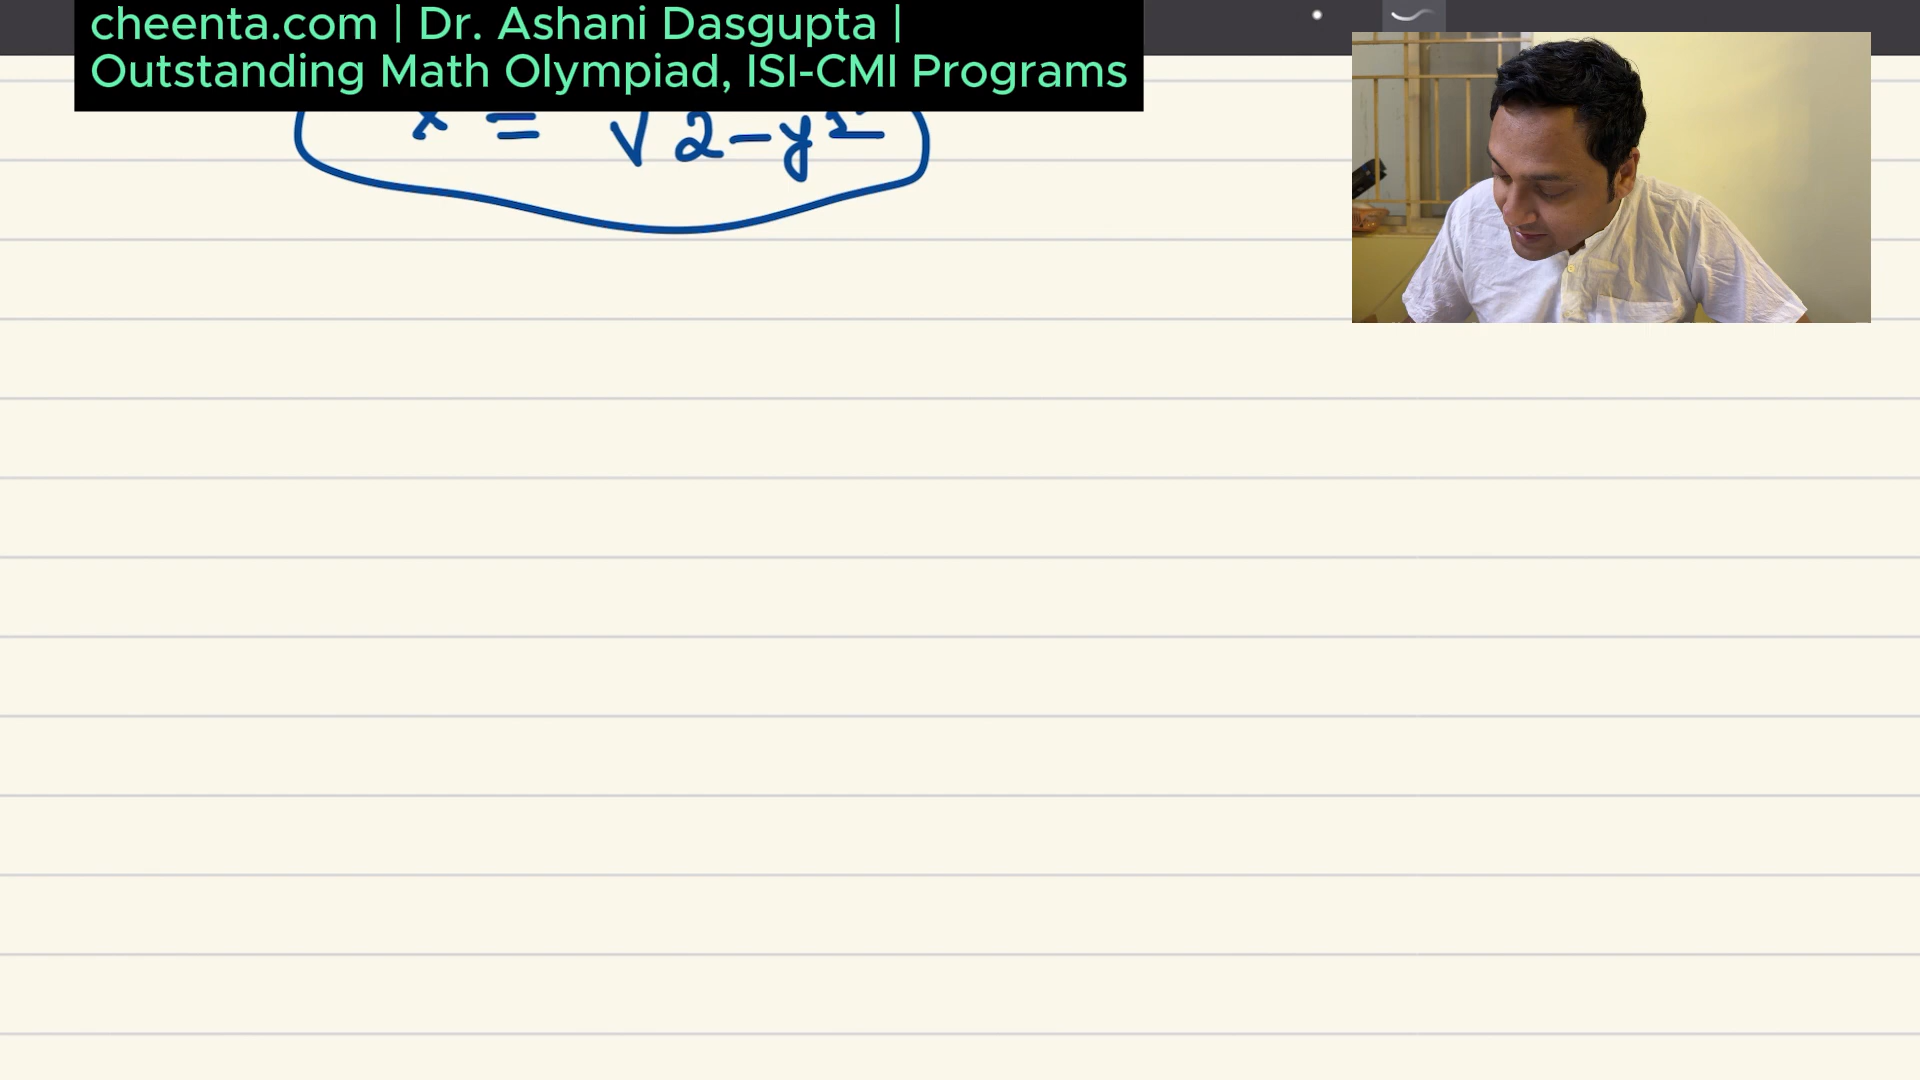 cheenta.com | Dr. Ashani Dasgupta |
Outstanding Math Olympiad, ISI-CMI Programs
x = √2-y²